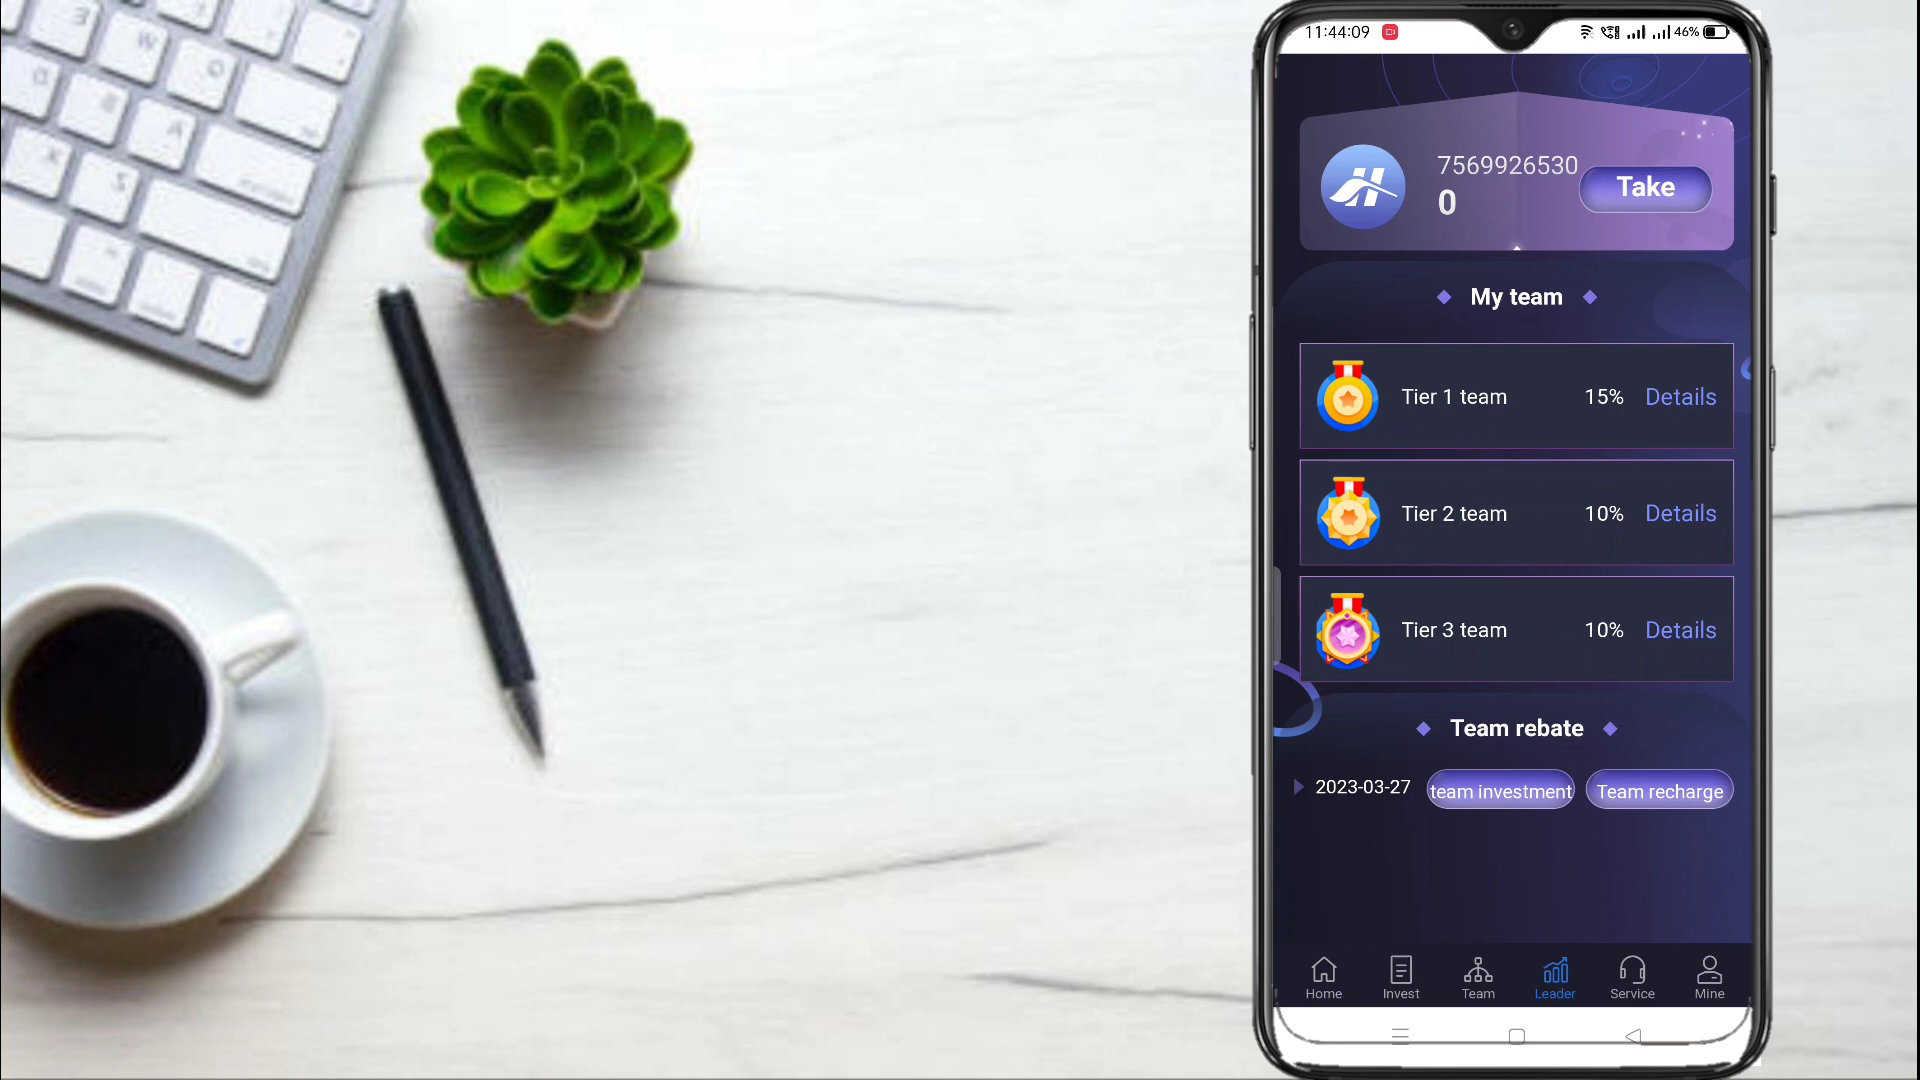 11:44:09
46%
7569926530
0
Take
My team
Tier 1 team 15% Details
Tier 2 team 10% Details
Tier 3 team 10% Details
Team rebate
2023-03-27 team investment Team recharge
Home Invest Team Leader Service Mine